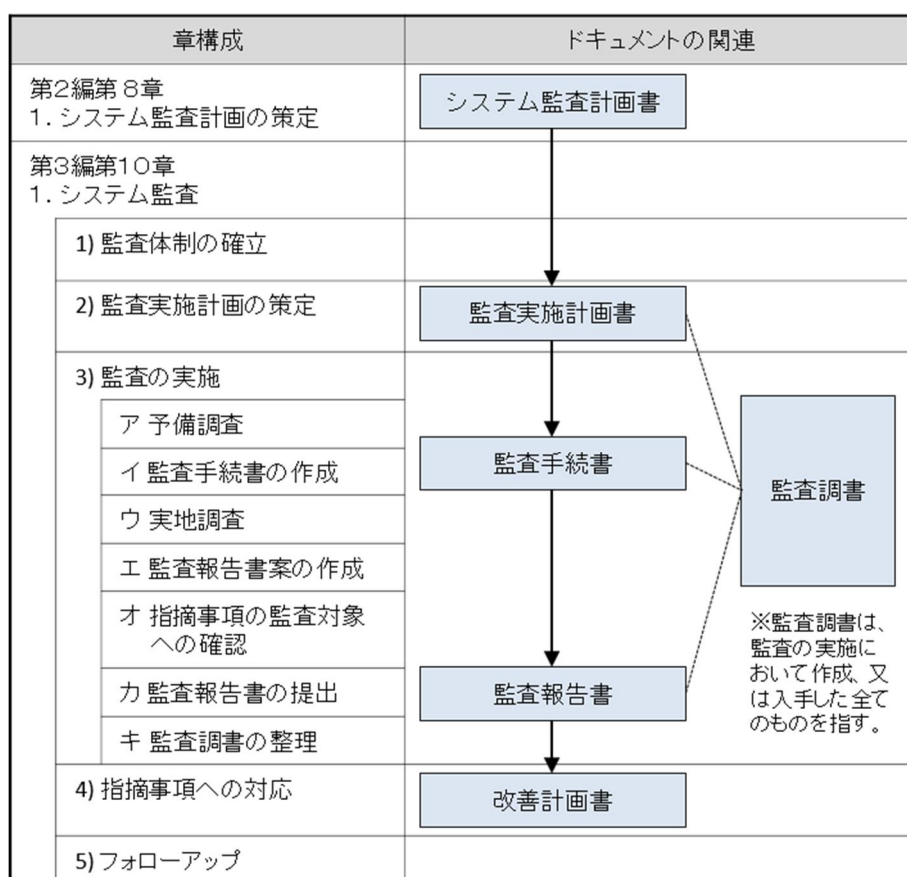 章構成
ドキュメントの関連
第2編第8章
1. システム監査計画の策定
システム監査計画書
第3編第10章
1. システム監査
1) 監査体制の確立
2) 監査実施計画の策定
監査実施計画書
3) 監査の実施
ア 予備調査
イ 監査手続書の作成
監査手続書
監査調書
ウ 実地調査
エ 監査報告書案の作成
オ 指摘事項の監査対象
への確認
※監査調書は、
監査の実施に
おいて作成、又
は入手した全て
のものを指す。
カ 監査報告書の提出
監査報告書
キ 監査調書の整理
4) 指摘事項への対応
改善計画書
5) フォローアップ